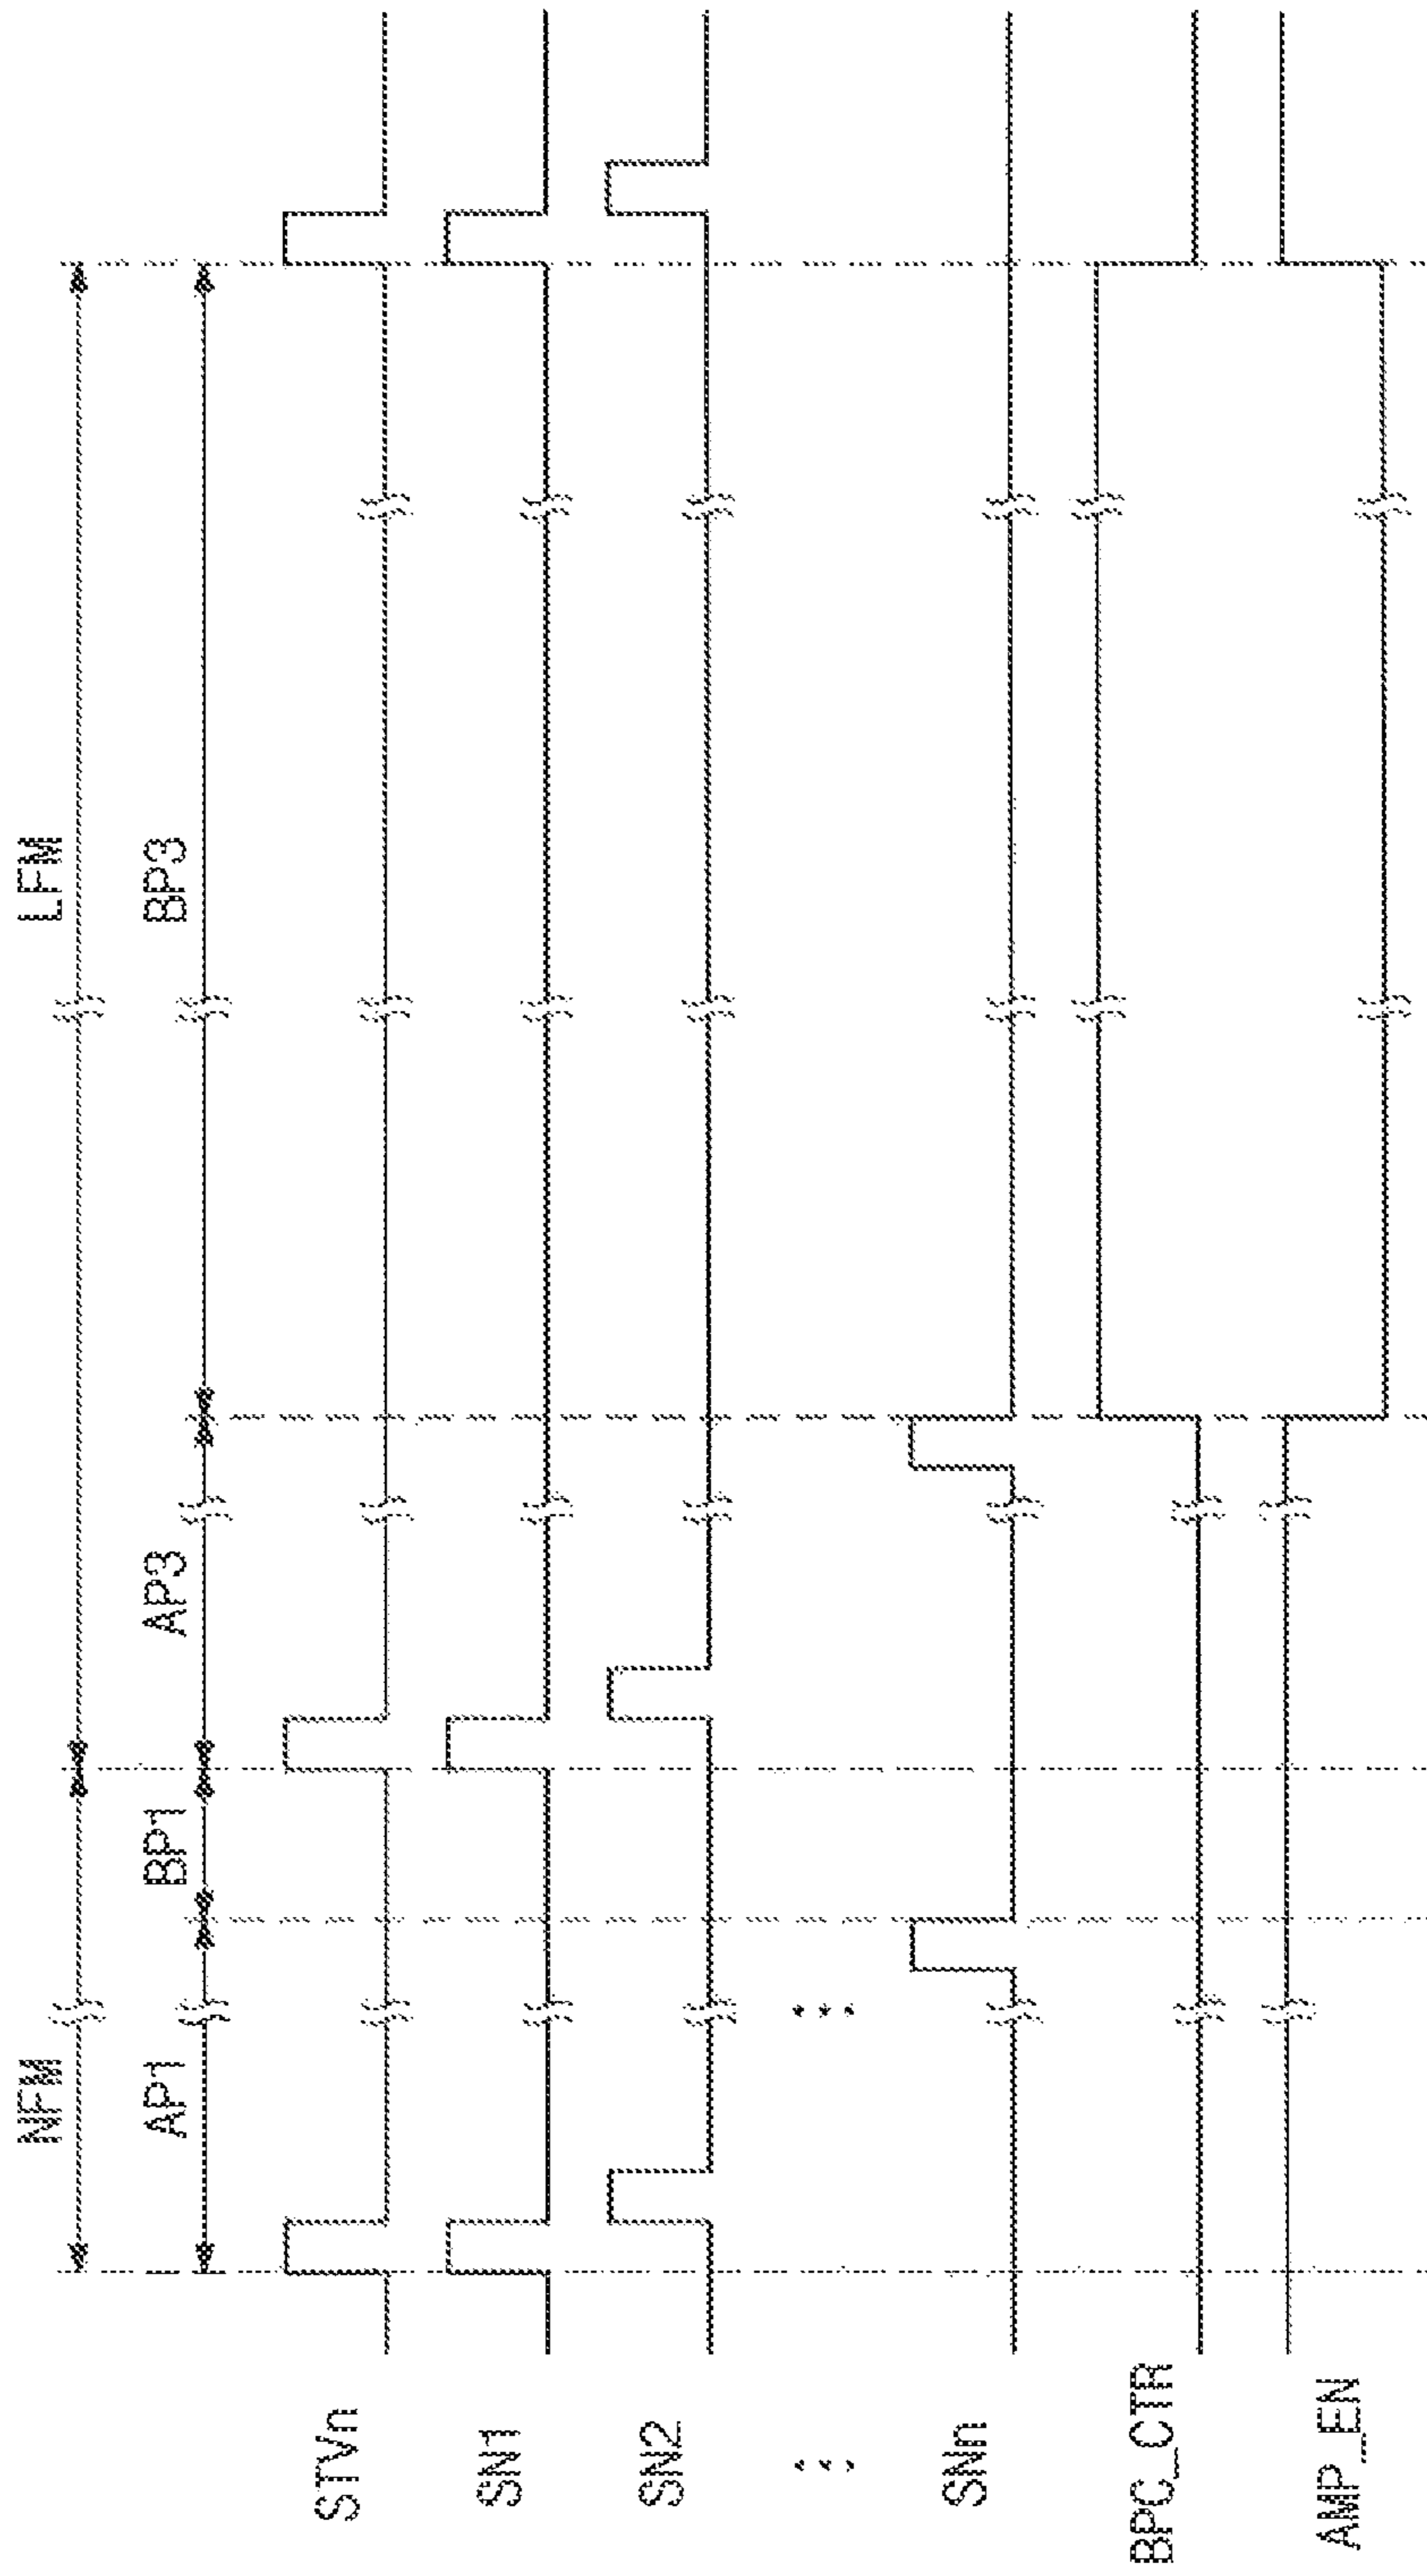 NFM LFM
AP1 BP1 AP3 BP3
STVn
SN1
SN2
SNn
BPC_CTR
AMP_EN